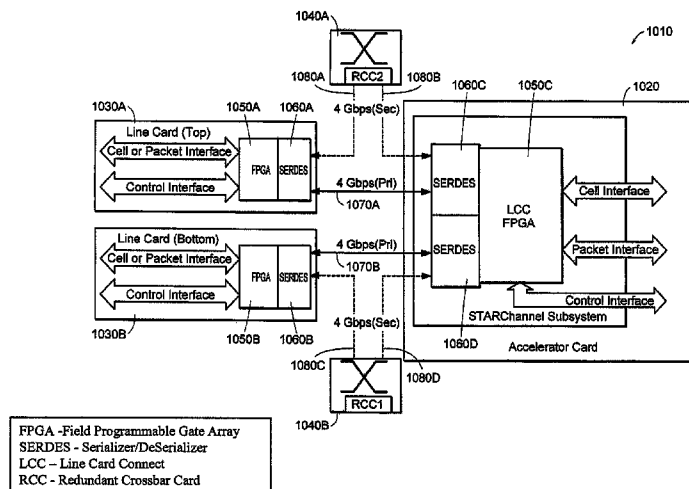 1040A
1010
RCC2
1080A
1080B
1060C
1050C
1020
1030A
1050A
1060A
4 Gbps(Sec)
Line Card (Top)
Cell or Packet Interface
FPGA
SERDES
Control Interface
4 Gbps(Pri)
1070A
SERDES
LCC
FPGA
Cell Interface
Line Card (Bottom)
Cell or Packet Interface
FPGA
SERDES
Control Interface
4 Gbps(Pri)
1070B
SERDES
Packet Interface
Control Interface
4 Gbps(Sec)
STARChannel Subsystem
1030B
1050B
1060B
1080C
1080D
1080D
Accelerator Card
RCC1
1040B
FPGA -Field Programmable Gate Array
SERDES - Serializer/DeSerializer
LCC – Line Card Connect
RCC - Redundant Crossbar Card